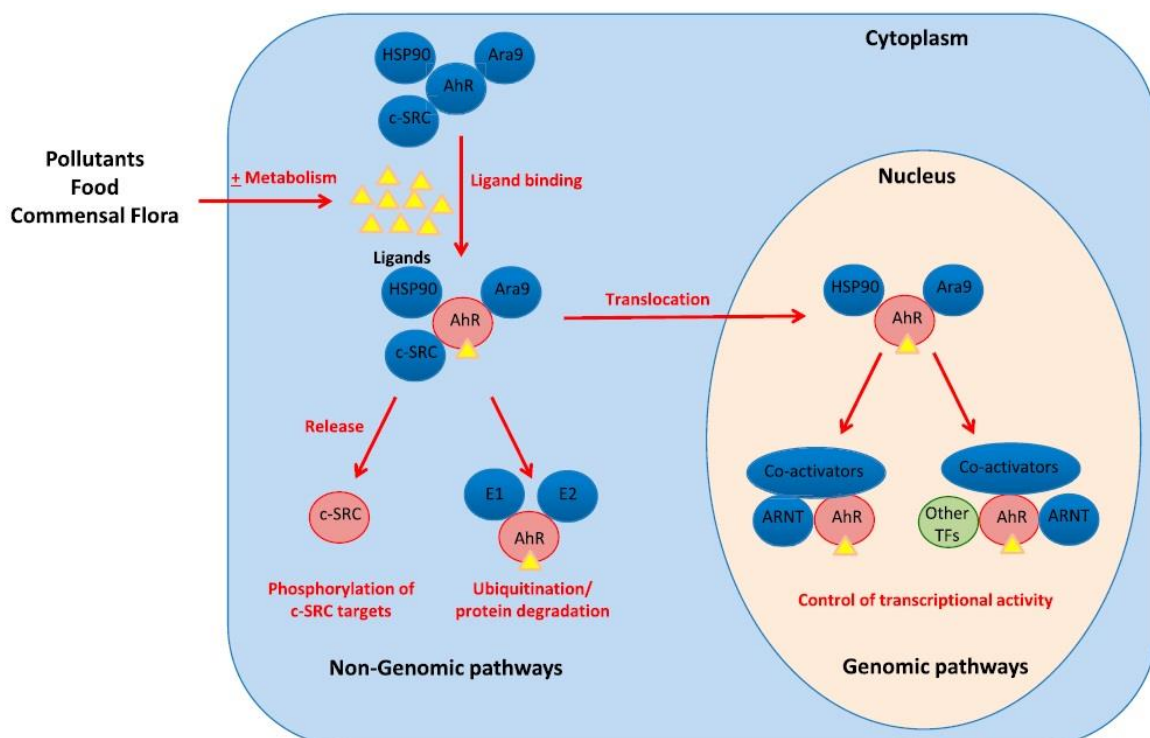 Cytoplasm
HSP90
Ara9
AhR
c-SRC
Pollutants
Food
Commensal Flora
± Metabolism
Ligand binding
Ligands
HSP90
Ara9
AhR
c-SRC
Translocation
Nucleus
HSP90
Ara9
AhR
Release
c-SRC
E1
E2
AhR
Co-activators
ARNT
AhR
Co-activators
Other
TFs
AhR
ARNT
Phosphorylation of
c-SRC targets
Ubiquitination/
protein degradation
Control of transcriptional activity
Non-Genomic pathways
Genomic pathways